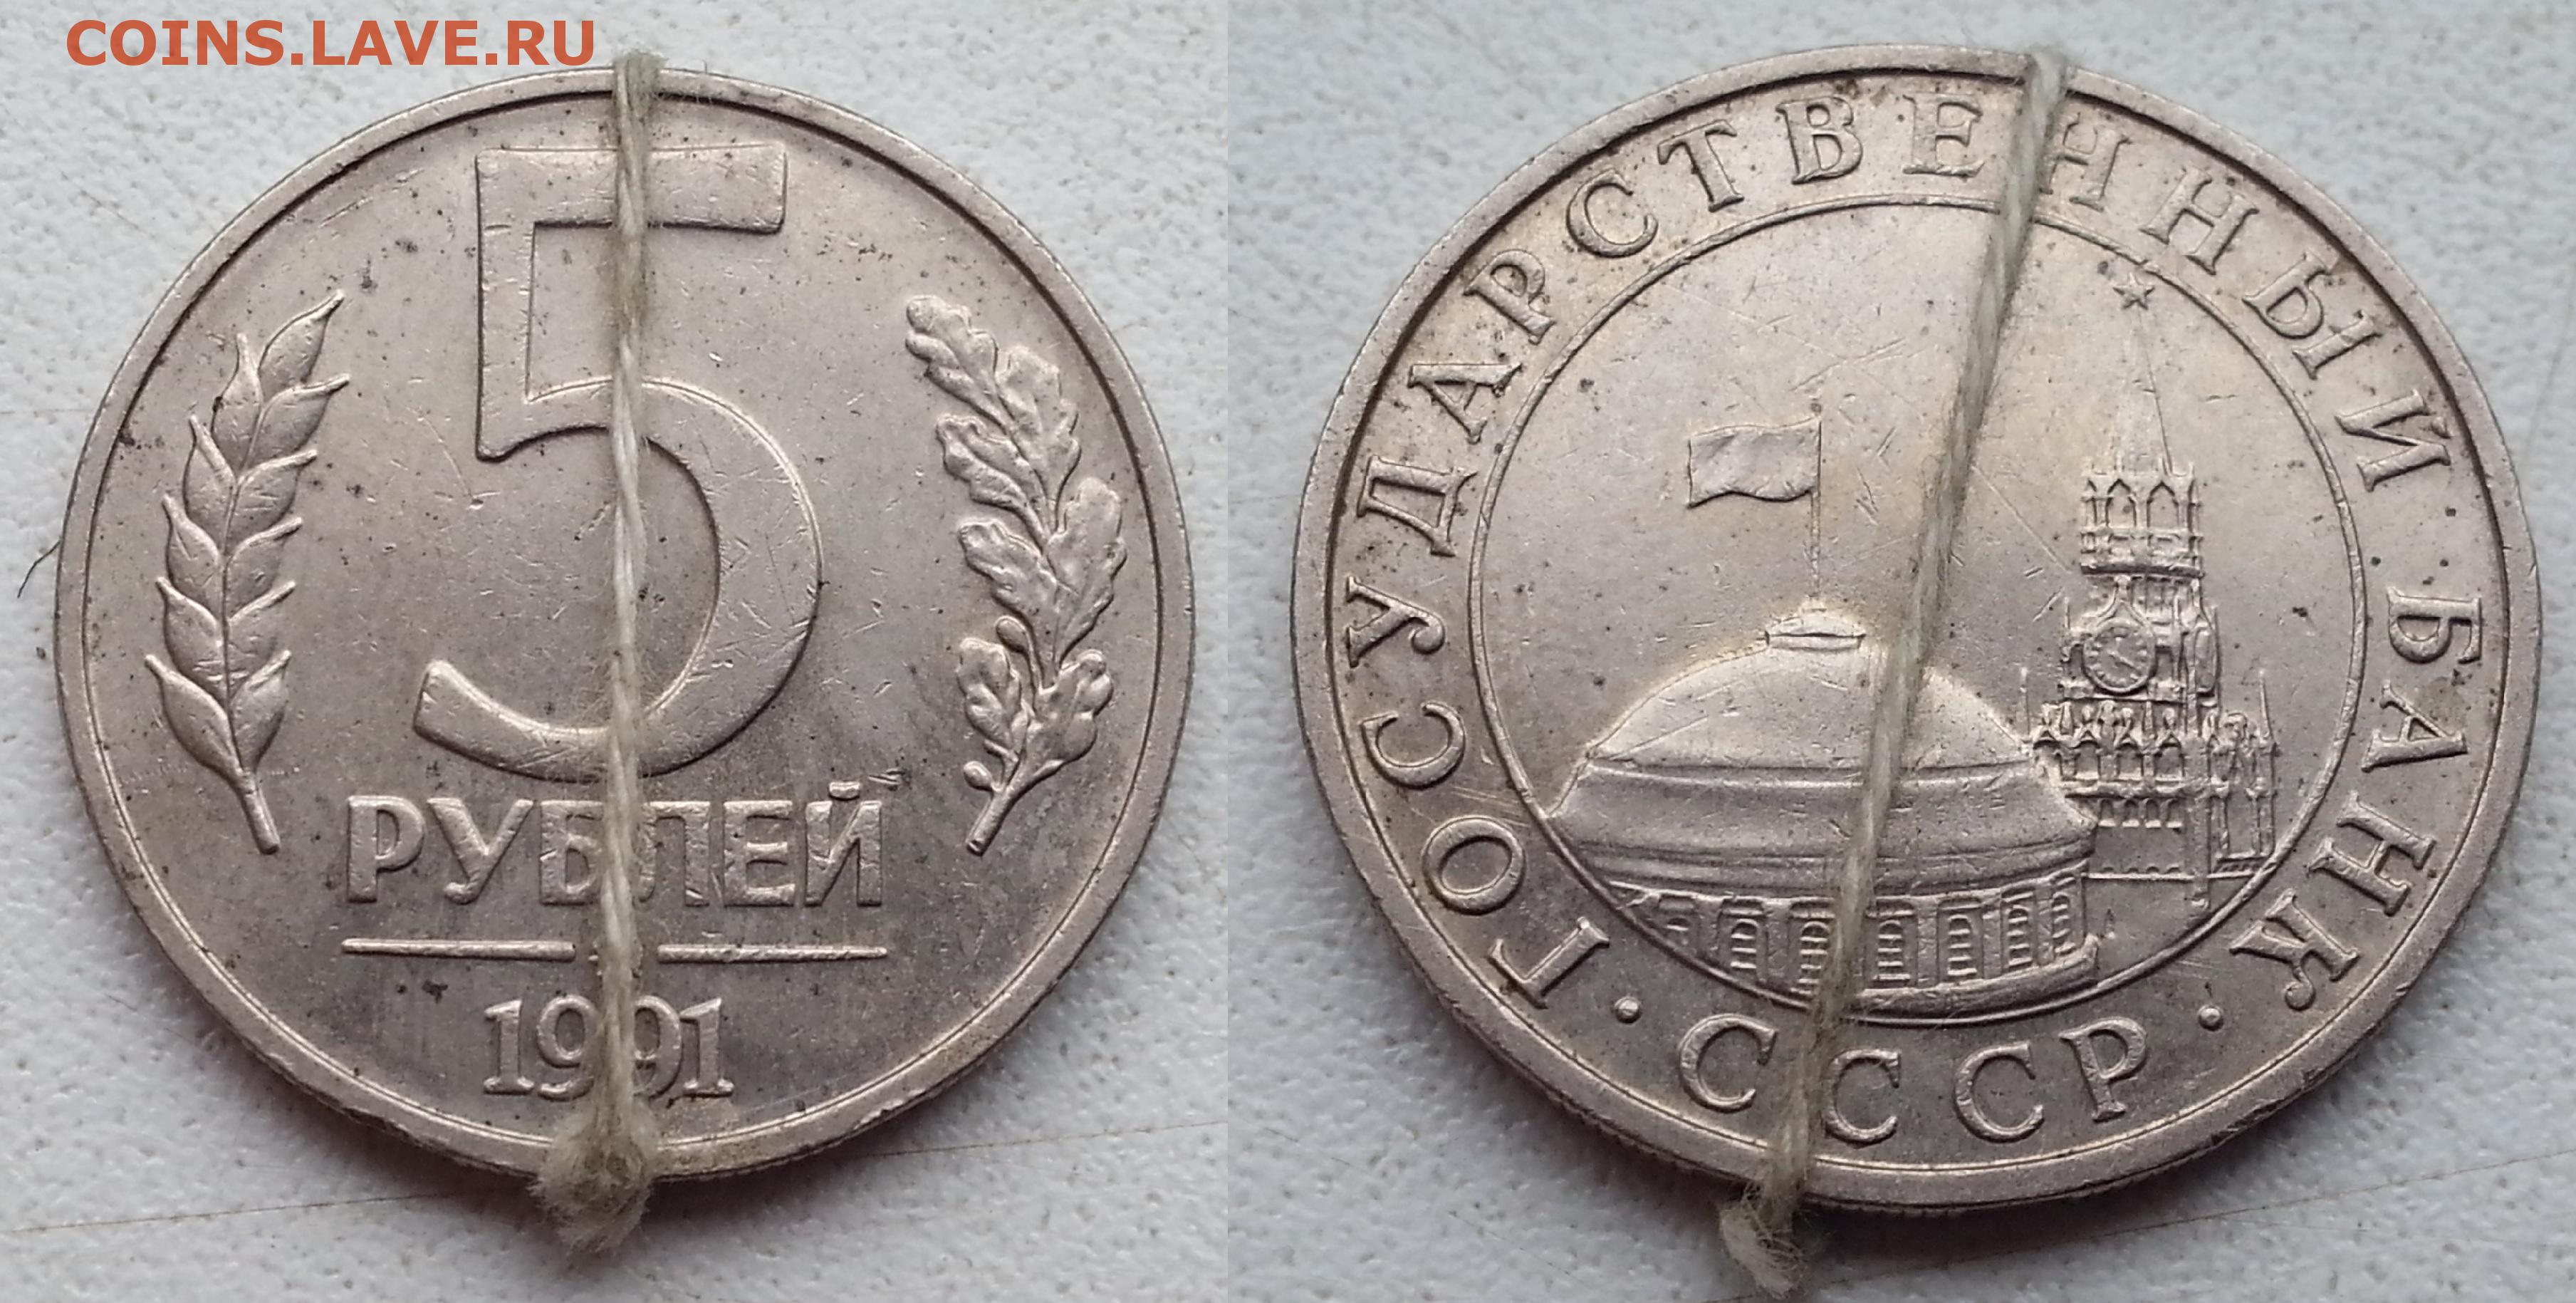 COINS.LAVE.RU
5
РУБЛЕЙ
1991
ГОСУДАРСТВЕННЫЙ·БАНК
·СССР·